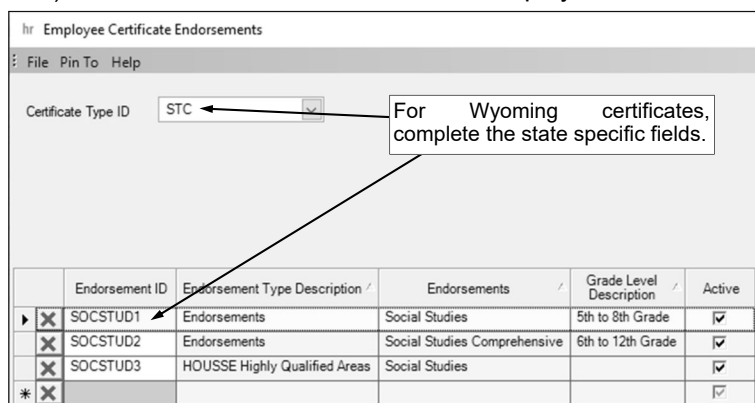 hr Employee Certificate Endorsements
File Pin To Help
Certificate Type ID STC
For Wyoming certificates,
complete the state specific fields.
Endorsement ID Endorsement Type Description Endorsements Grade Level Description Active
SOCSTUD1 Endorsements Social Studies 5th to 8th Grade
SOCSTUD2 Endorsements Social Studies Comprehensive 6th to 12th Grade
SOCSTUD3 HOUSSE Highly Qualified Areas Social Studies